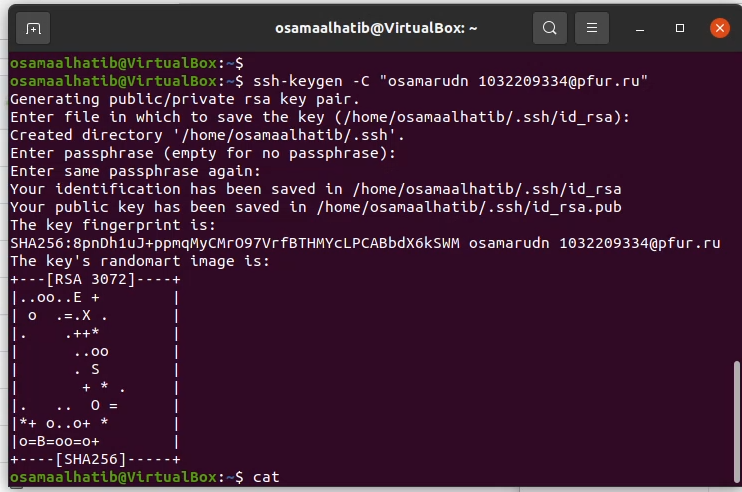 osamaalhatib@VirtualBox: ~
osamaalhatib@VirtualBox:~$
osamaalhatib@VirtualBox:~$ ssh-keygen -C "osamarudn 1032209334@pfur.ru"
Generating public/private rsa key pair.
Enter file in which to save the key (/home/osamaalhatib/.ssh/id_rsa):
Created directory '/home/osamaalhatib/.ssh'.
Enter passphrase (empty for no passphrase):
Enter same passphrase again:
Your identification has been saved in /home/osamaalhatib/.ssh/id_rsa
Your public key has been saved in /home/osamaalhatib/.ssh/id_rsa.pub
The key fingerprint is:
SHA256:8pnDh1uJ+ppmqMyCMrO97VrfBTHMYcLPCABbdX6kSWM osamarudn 1032209334@pfur.ru
The key's randomart image is:
+---[RSA 3072]----+
|..oo..E +        |
| o  .=.X .       |
|.    .++*        |
|      ..oo       |
|      . S        |
|       + * .     |
|.   ..  O =      |
|*+ o..o+ *       |
|o=B=oo=o+        |
+----[SHA256]-----+
osamaalhatib@VirtualBox:~$ cat